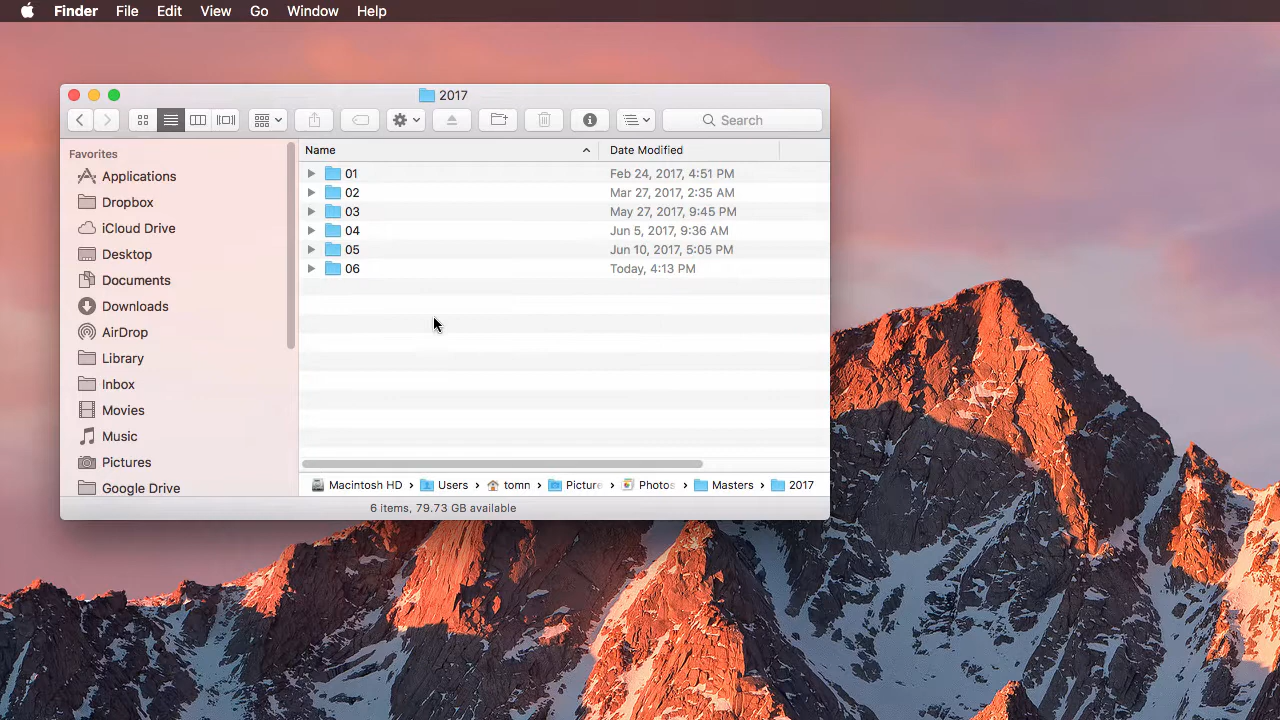 Finder File Edit View Go Window Help
2017
Search
Favorites
Applications
Dropbox
iCloud Drive
Desktop
Documents
Downloads
AirDrop
Library
Inbox
Movies
Music
Pictures
Google Drive
Name Date Modified
01 Feb 24, 2017, 4:51 PM
02 Mar 27, 2017, 2:35 AM
03 May 27, 2017, 9:45 PM
04 Jun 5, 2017, 9:36 AM
05 Jun 10, 2017, 5:05 PM
06 Today, 4:13 PM
Macintosh HD › Users › tomn › Picture › Photos › Masters › 2017
6 items, 79.73 GB available